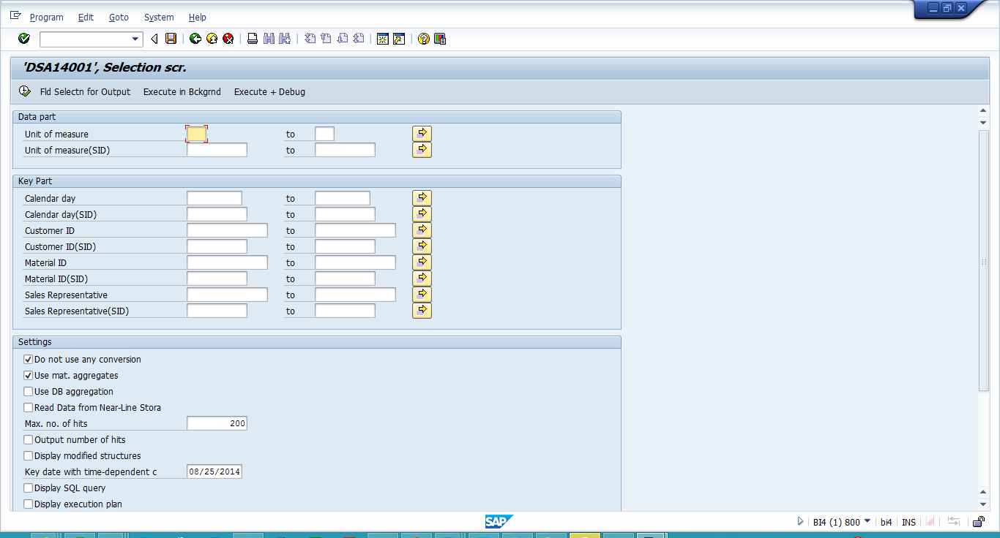 Program Edit Goto System Help
'DSA14001', Selection scr.
Fld Selectn for Output Execute in Bckgrnd Execute + Debug
Data part
Unit of measure to
Unit of measure(SID) to
Key Part
Calendar day to
Calendar day(SID) to
Customer ID to
Customer ID(SID) to
Material ID to
Material ID(SID) to
Sales Representative to
Sales Representative(SID) to
Settings
Do not use any conversion
Use mat. aggregates
Use DB aggregation
Read Data from Near-Line Stora
Max. no. of hits 200
Output number of hits
Display modified structures
Key date with time-dependent c 08/25/2014
Display SQL query
Display execution plan
SAP BI4 (1) 800 bi4 INS